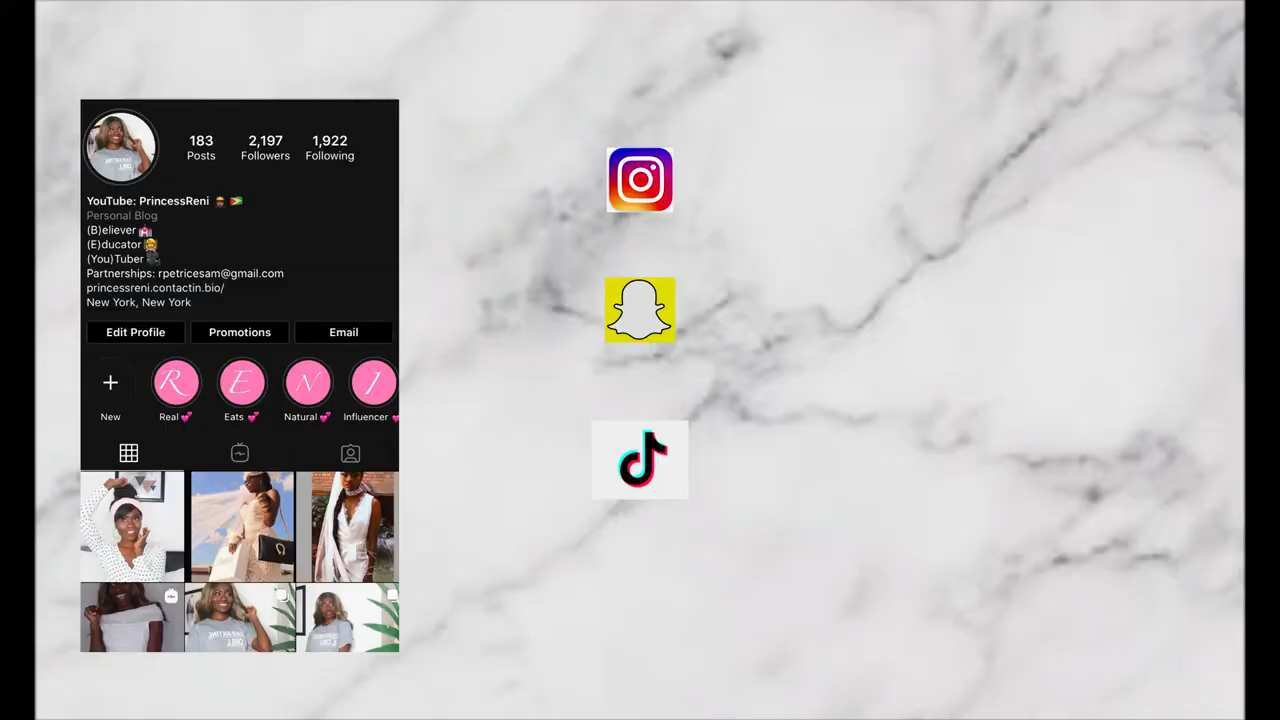 183 2,197 1,922
Posts Followers Following
YouTube: PrincessReni
Personal Blog
(B)eliever
(E)ducator
(You)Tuber
Partnerships: rpetricesam@gmail.com
princessreni.contactin.bio/
New York, New York
Edit Profile Promotions Email
R E N I
New Real Eats Natural Influencer